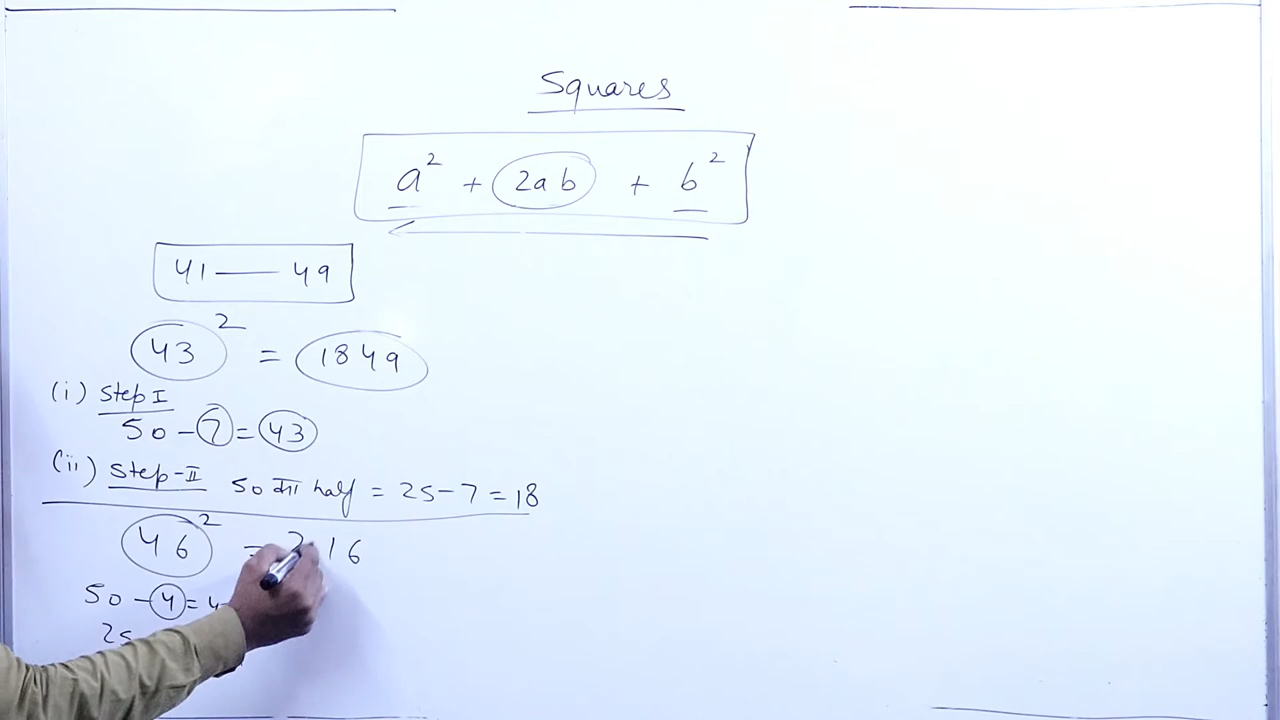 Squares
a² + 2ab + b²
41 — 49
43² = 1849
(i) Step I
50 - 7 = 43
(ii) Step-II 50 का half = 25 - 7 = 18
46² = 2 16
50 - 4 = 4
25